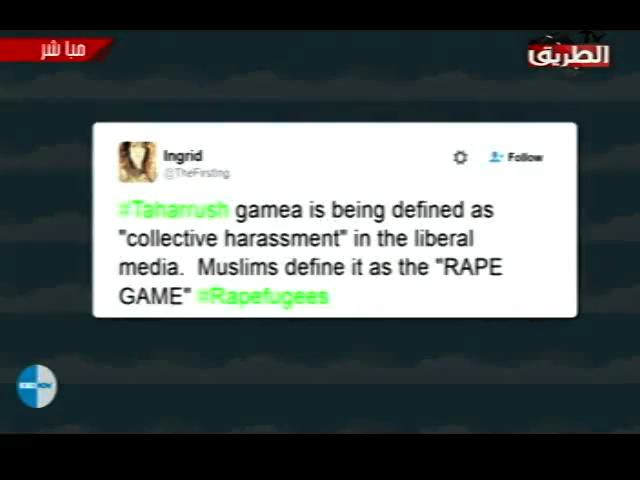 مباشر
الطريق
TV
Ingrid
@TheFirstIng
Follow
#Taharrush gamea is being defined as
"collective harassment" in the liberal
media. Muslims define it as the "RAPE
GAME" #Rapefugees